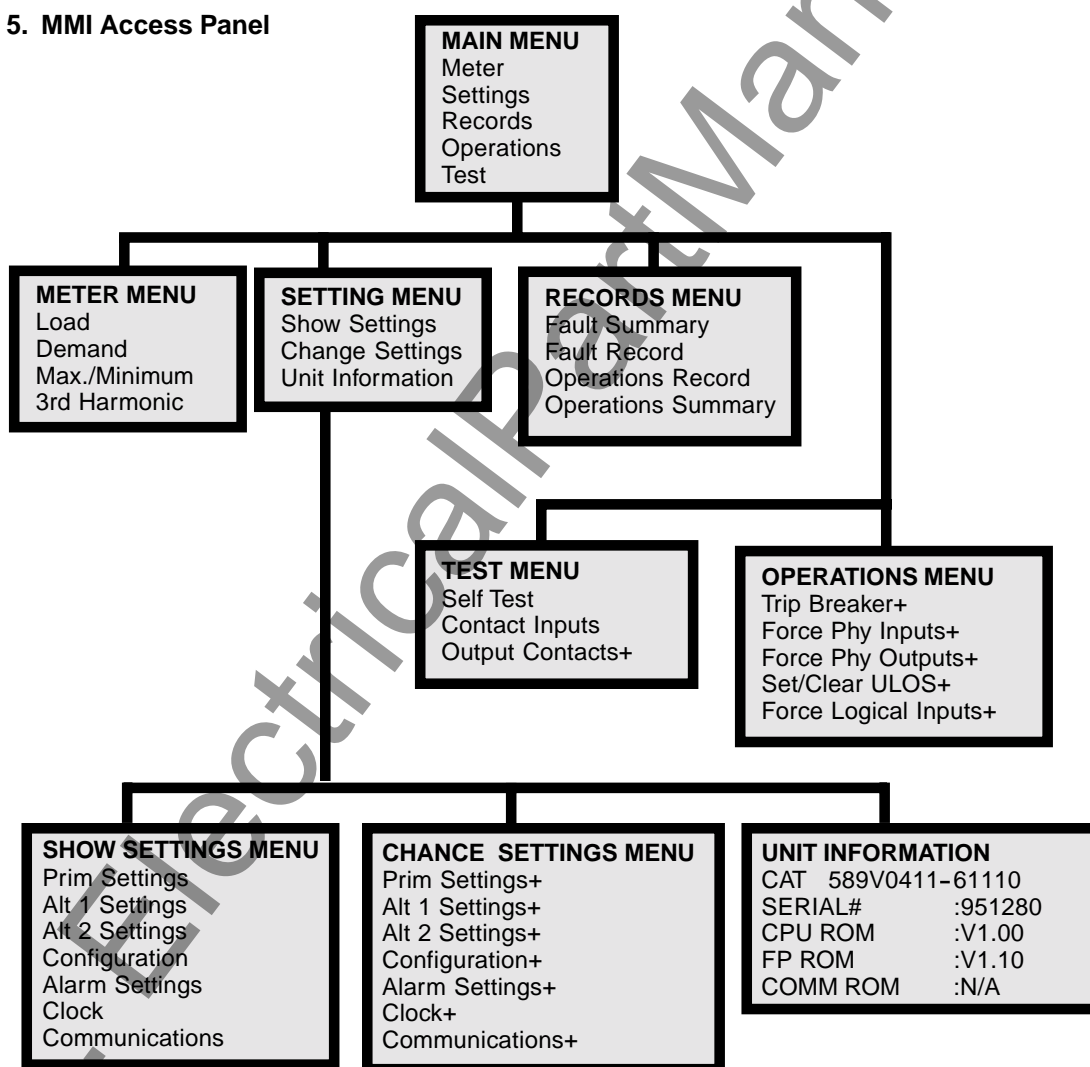 5. MMI Access Panel
MAIN MENU
Meter
Settings
Records
Operations
Test
METER MENU
Load
Demand
Max./Minimum
3rd Harmonic
SETTING MENU
Show Settings
Change Settings
Unit Information
RECORDS MENU
Fault Summary
Fault Record
Operations Record
Operations Summary
TEST MENU
Self Test
Contact Inputs
Output Contacts+
OPERATIONS MENU
Trip Breaker+
Force Phy Inputs+
Force Phy Outputs+
Set/Clear ULOS+
Force Logical Inputs+
SHOW SETTINGS MENU
Prim Settings
Alt 1 Settings
Alt 2 Settings
Configuration
Alarm Settings
Clock
Communications
CHANCE SETTINGS MENU
Prim Settings+
Alt 1 Settings+
Alt 2 Settings+
Configuration+
Alarm Settings+
Clock+
Communications+
UNIT INFORMATION
CAT 589V0411-61110
SERIAL# :951280
CPU ROM :V1.00
FP ROM :V1.10
COMM ROM :N/A